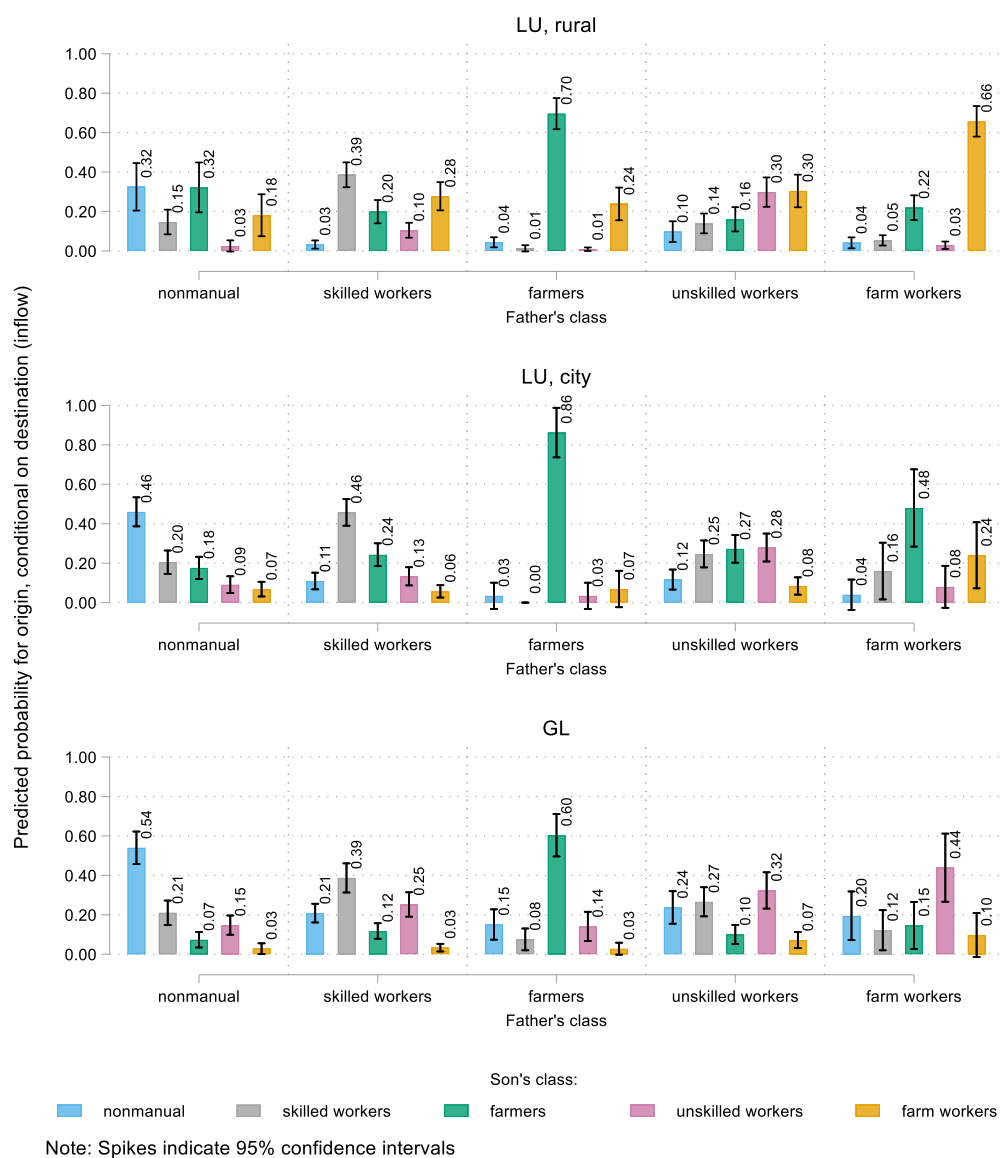 LU, rural
1.00
0.80
0.60
0.40
0.20
0.00
0.32 0.15 0.32 0.03 0.18 0.03 0.39 0.20 0.10 0.28 0.04 0.01 0.70 0.01 0.24 0.10 0.14 0.16 0.30 0.30 0.04 0.05 0.22 0.03 0.66
nonmanual skilled workers farmers unskilled workers farm workers
Father's class
Predicted probability for origin, conditional on destination (inflow)
LU, city
1.00
0.80
0.60
0.40
0.20
0.00
0.46 0.20 0.18 0.09 0.07 0.11 0.46 0.24 0.13 0.06 0.03 0.00 0.86 0.03 0.07 0.12 0.25 0.27 0.28 0.08 0.04 0.16 0.48 0.08 0.24
nonmanual skilled workers farmers unskilled workers farm workers
Father's class
GL
1.00
0.80
0.60
0.40
0.20
0.00
0.54 0.21 0.07 0.15 0.03 0.21 0.39 0.12 0.25 0.03 0.15 0.08 0.60 0.14 0.03 0.24 0.27 0.10 0.32 0.07 0.20 0.12 0.15 0.44 0.10
nonmanual skilled workers farmers unskilled workers farm workers
Father's class
Son's class:
nonmanual skilled workers farmers unskilled workers farm workers
Note: Spikes indicate 95% confidence intervals